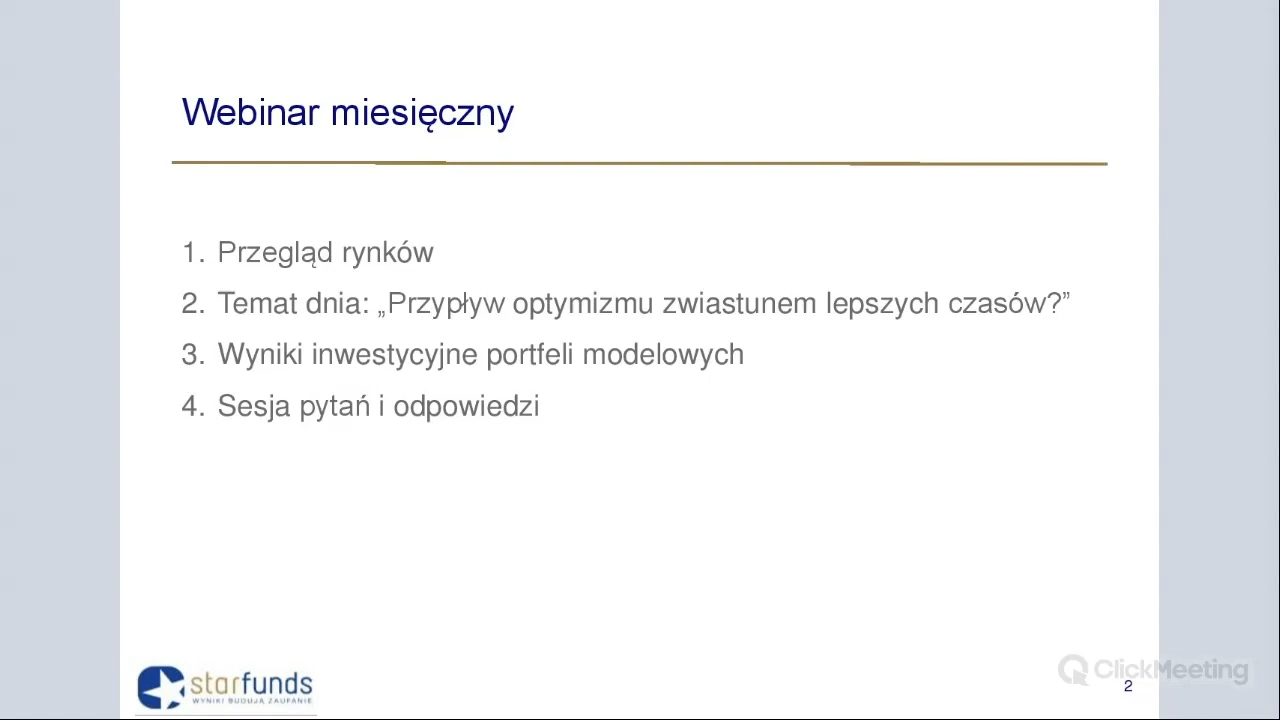 Webinar miesięczny
1. Przegląd rynków
2. Temat dnia: „Przypływ optymizmu zwiastunem lepszych czasów?”
3. Wyniki inwestycyjne portfeli modelowych
4. Sesja pytań i odpowiedzi
starfunds
WYNIKI BUDUJĄ ZAUFANIE
ClickMeeting
2